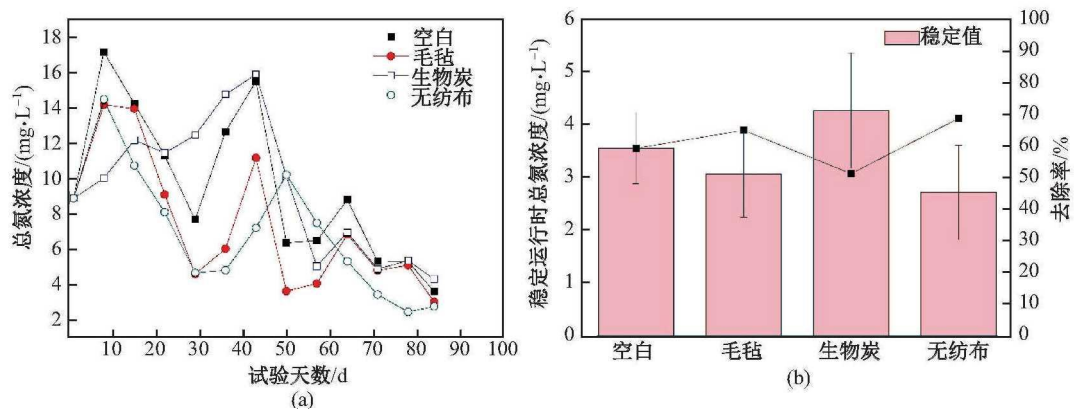 (a)
空白
毛毡
生物炭
无纺布
总氮浓度/(mg·L⁻¹)
18
16
14
12
10
8
6
4
2
10 20 30 40 50 60 70 80 90 100
试验天数/d
(a)
稳定值
稳定运行时总氮浓度/(mg·L⁻¹)
6
5
4
3
2
1
0
100
90
80
70
60
50
40
30
20
10
0
去除率/%
空白 毛毡 生物炭 无纺布
(b)